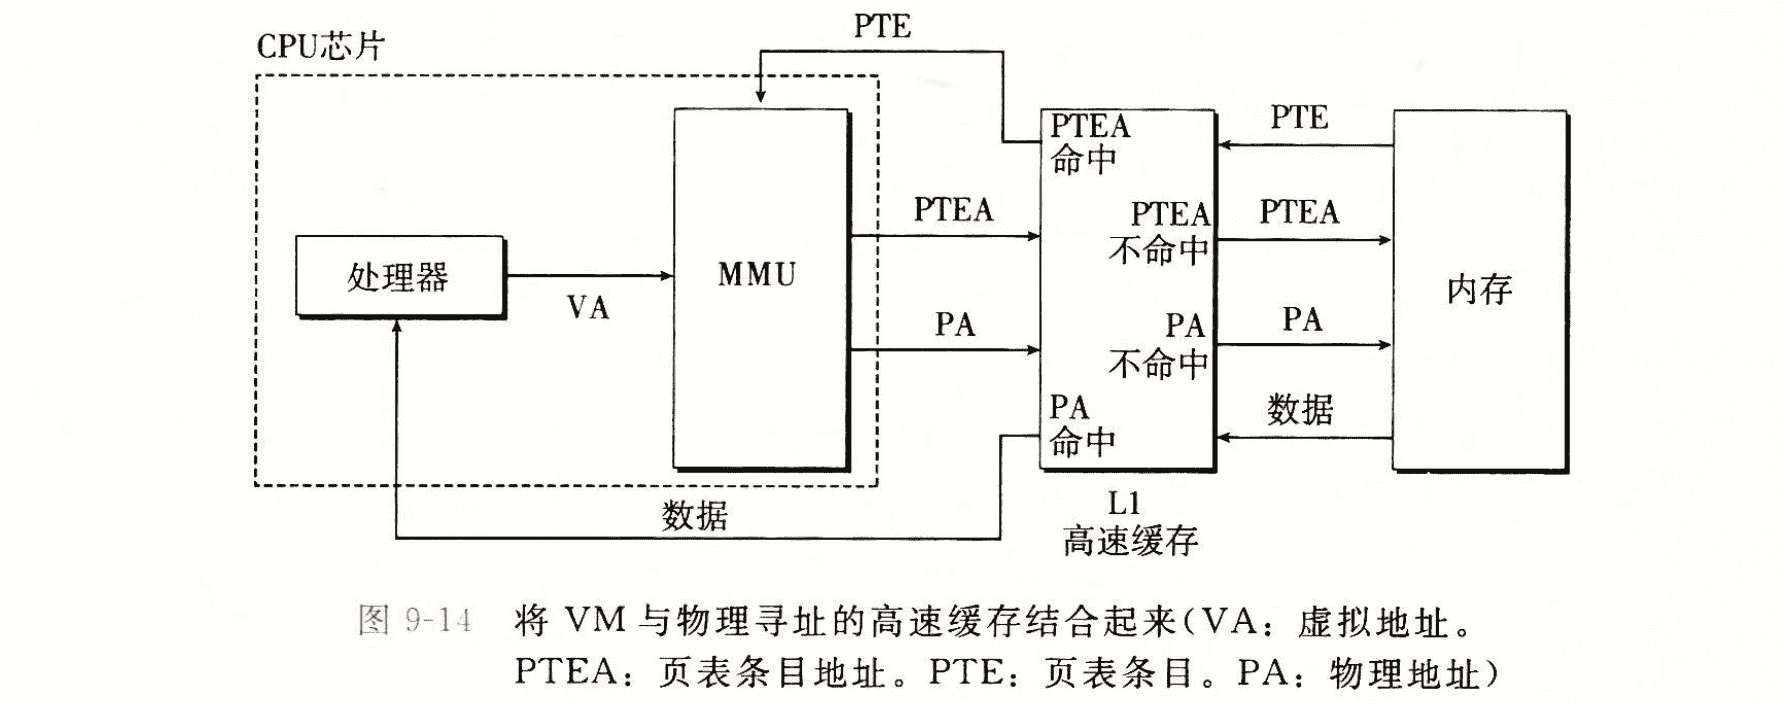 CPU芯片
PTE
PTEA
命中
PTE
PTEA
PTEA
不命中
PTEA
处理器
VA
MMU
内存
PA
PA
不命中
PA
PA
命中
数据
数据
L1
高速缓存
图 9-14 将 VM 与物理寻址的高速缓存结合起来(VA：虚拟地址。
PTEA：页表条目地址。PTE：页表条目。PA：物理地址)